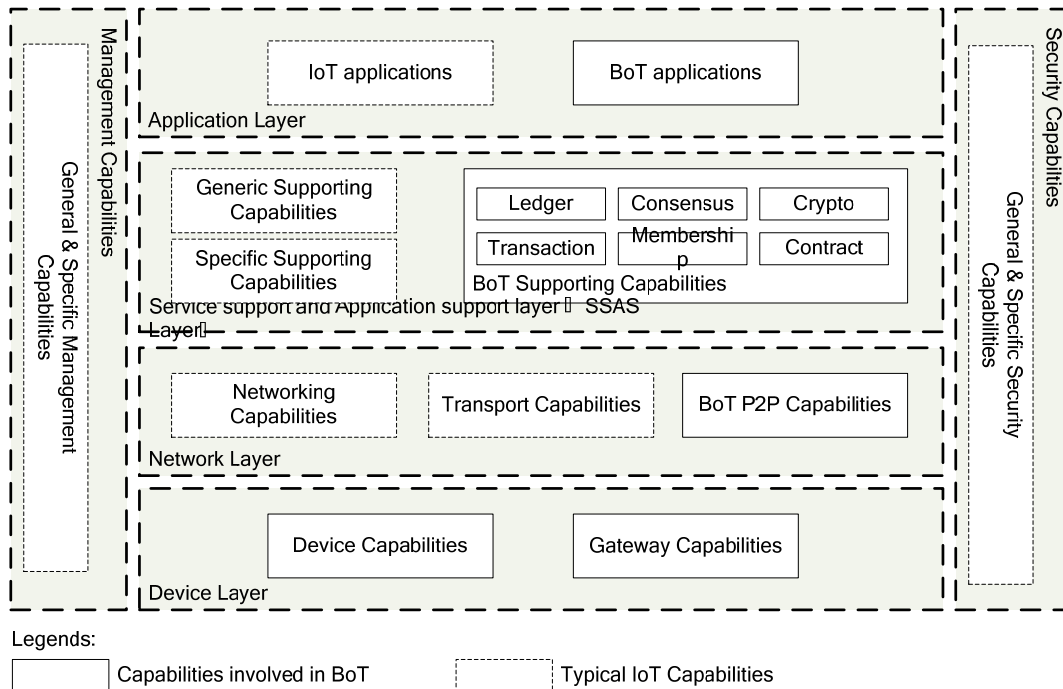 Management Capabilities
General & Specific Management
Capabilities
IoT applications
BoT applications
Application Layer
Generic Supporting
Capabilities
Specific Supporting
Capabilities
Ledger
Consensus
Crypto
Transaction
Membershi
p
Contract
BoT Supporting Capabilities
Service support and Application support layer SSAS
Layer
Networking
Capabilities
Transport Capabilities
BoT P2P Capabilities
Network Layer
Device Capabilities
Gateway Capabilities
Device Layer
Security Capabilities
General & Specific Security
Capabilities
Legends:
Capabilities involved in BoT
Typical IoT Capabilities